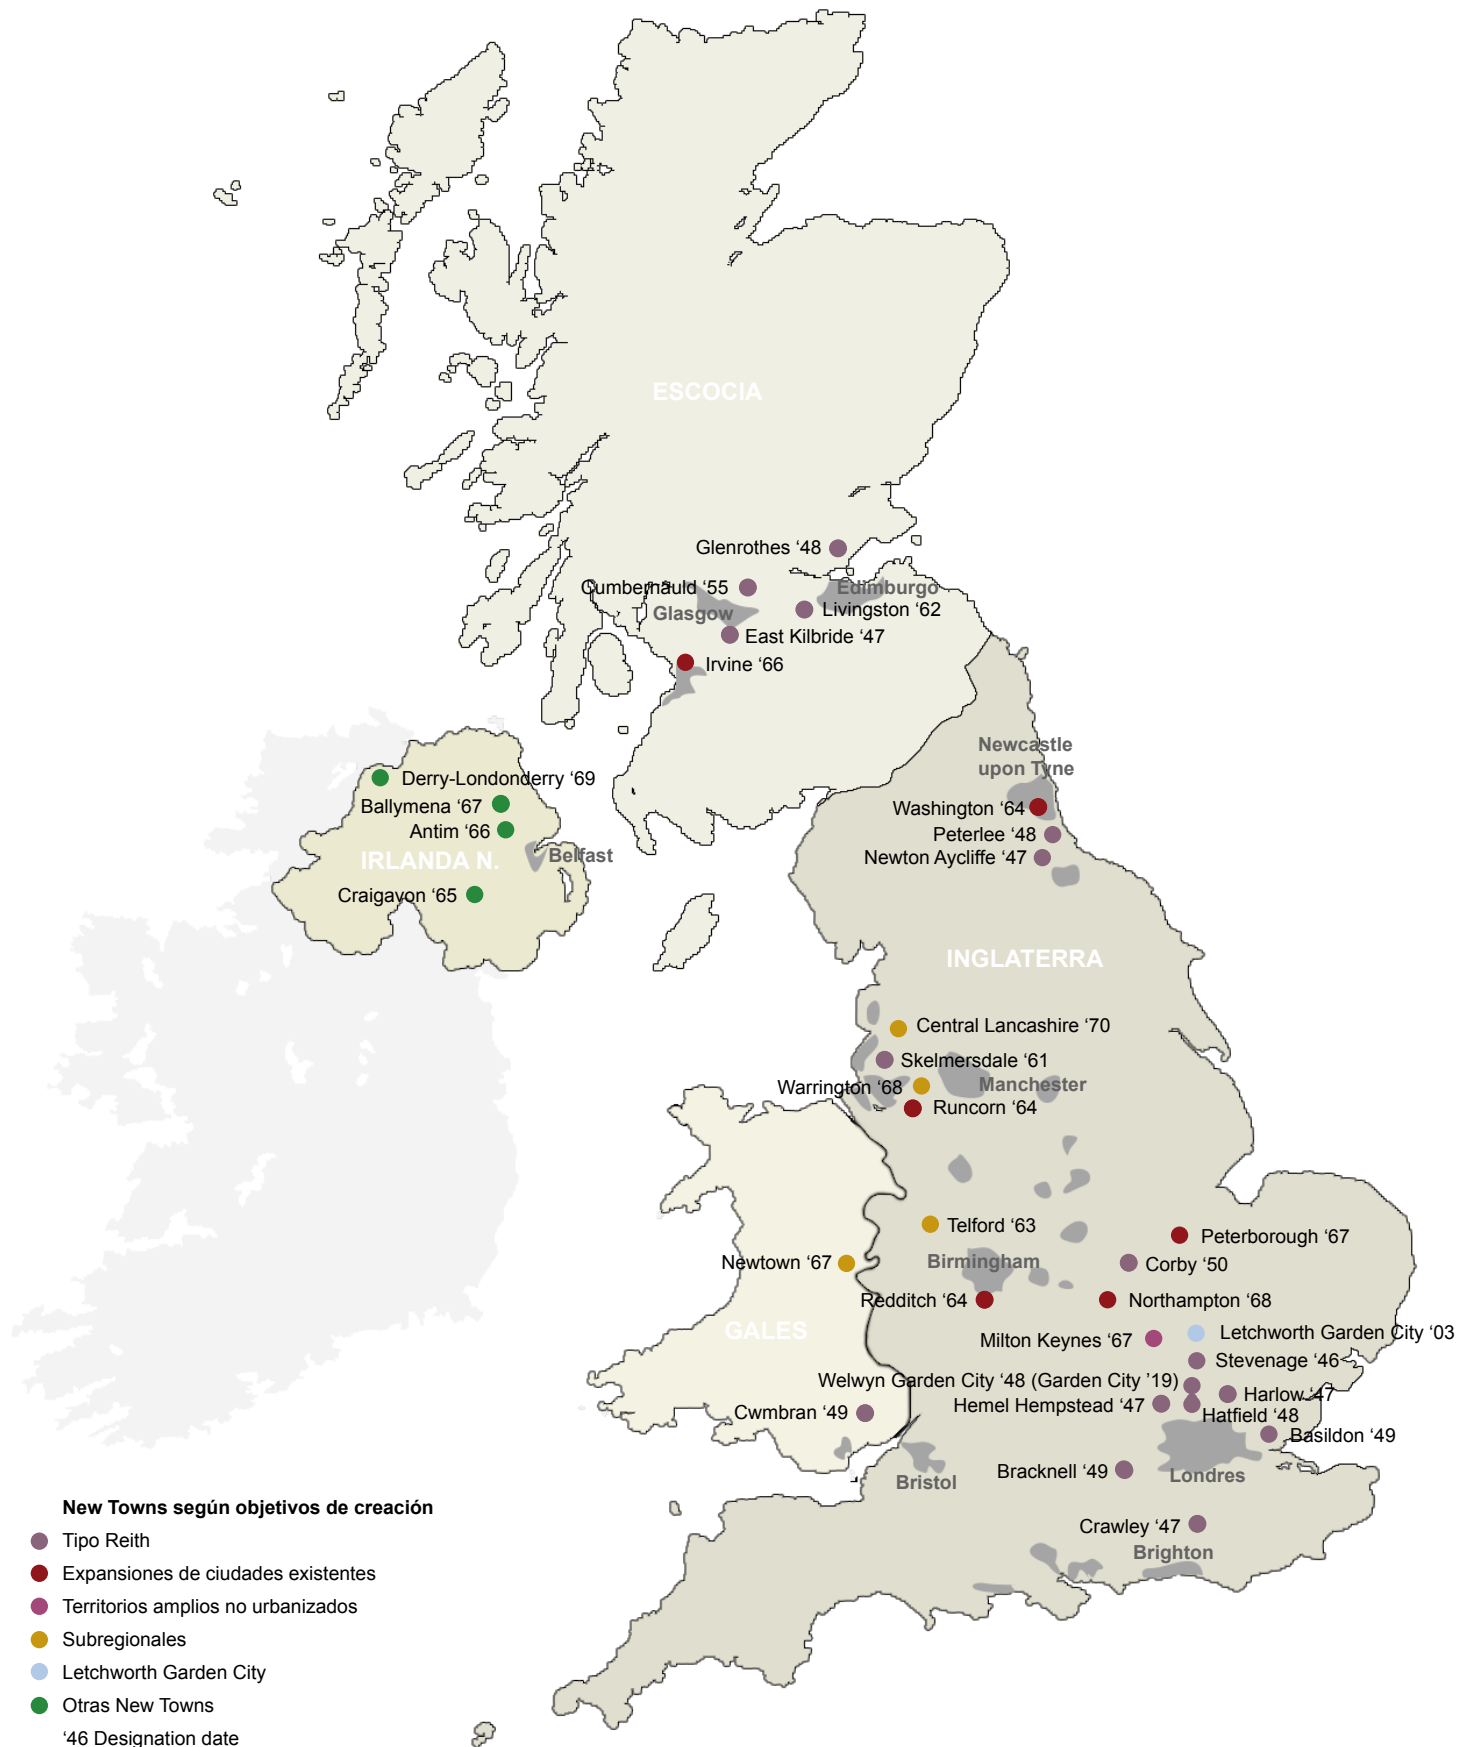 ESCOCIA
Glenrothes ‘48
Cumbernauld ‘55
Edimburgo
Glasgow
Livingston ‘62
East Kilbride ‘47
Irvine ‘66
Newcastle
upon Tyne
Derry-Londonderry ‘69
Ballymena ‘67
Washington ‘64
Antim ‘66
Peterlee ‘48
IRLANDA N.
Belfast
Newton Aycliffe ‘47
Craigavon ‘65
INGLATERRA
Central Lancashire ‘70
Skelmersdale ‘61
Warrington ‘68
Manchester
Runcorn ‘64
Telford ‘63
Peterborough ‘67
Newtown ‘67
Birmingham
Corby ‘50
Redditch ‘64
Northampton ‘68
GALES
Milton Keynes ‘67
Letchworth Garden City ‘03
Stevenage ‘46
Welwyn Garden City ‘48 (Garden City ’19)
Harlow ‘47
Hemel Hempstead ‘47
Cwmbran ‘49
Hatfield ‘48
Basildon ‘49
Bracknell ‘49
Londres
Bristol
Crawley ‘47
Brighton
New Towns según objetivos de creación
Tipo Reith
Expansiones de ciudades existentes
Territorios amplios no urbanizados
Subregionales
Letchworth Garden City
Otras New Towns
‘46 Designation date